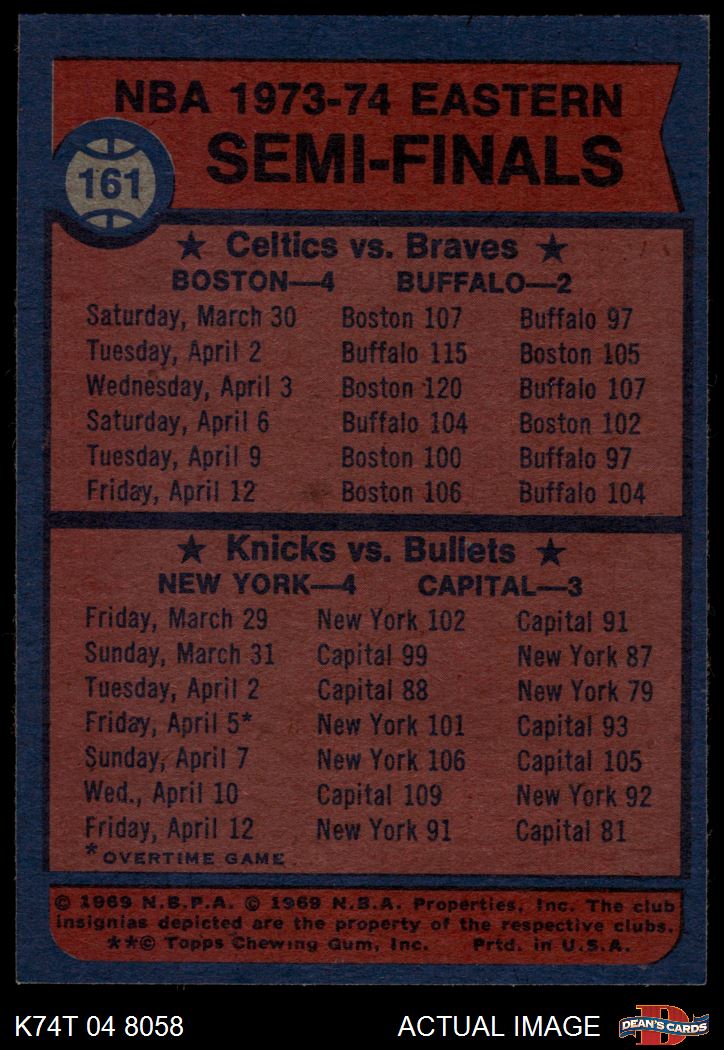 NBA 1973-74 EASTERN
SEMI-FINALS
161
★ Celtics vs. Braves ★
BOSTON—4 BUFFALO—2
Saturday, March 30 Boston 107 Buffalo 97
Tuesday, April 2 Buffalo 115 Boston 105
Wednesday, April 3 Boston 120 Buffalo 107
Saturday, April 6 Buffalo 104 Boston 102
Tuesday, April 9 Boston 100 Buffalo 97
Friday, April 12 Boston 106 Buffalo 104
★ Knicks vs. Bullets ★
NEW YORK—4 CAPITAL—3
Friday, March 29 New York 102 Capital 91
Sunday, March 31 Capital 99 New York 87
Tuesday, April 2 Capital 88 New York 79
Friday, April 5* New York 101 Capital 93
Sunday, April 7 New York 106 Capital 105
Wed., April 10 Capital 109 New York 92
Friday, April 12 New York 91 Capital 81
*OVERTIME GAME
© 1969 N.B.P.A. © 1969 N.B.A. Properties, Inc. The club
insignias depicted are the property of the respective clubs.
**© Topps Chewing Gum, Inc. Prtd. in U.S.A.
K74T 04 8058 ACTUAL IMAGE D DEAN'S CARDS